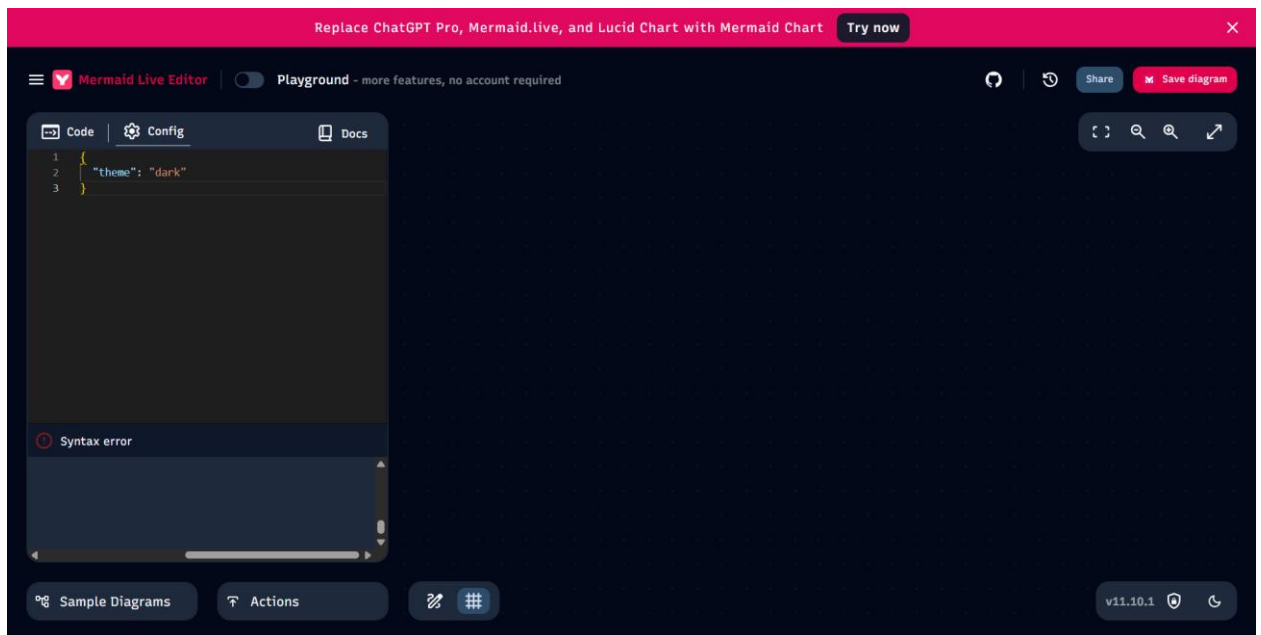 Replace ChatGPT Pro, Mermaid.live, and Lucid Chart with Mermaid Chart Try now
Mermaid Live Editor Playground - more features, no account required Share Save diagram
Code Config Docs
1 {
2 "theme": "dark"
3 }
Syntax error
Sample Diagrams Actions v11.10.1